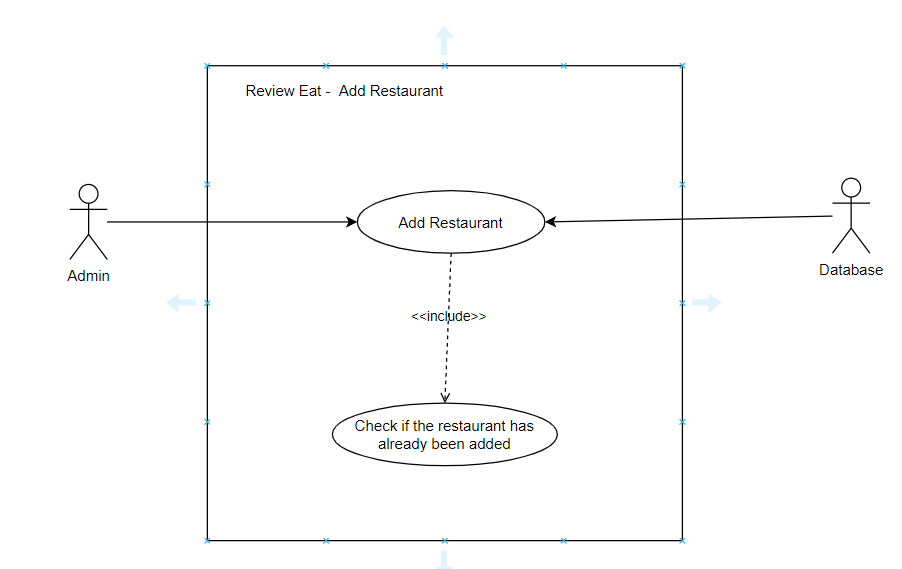 Review Eat -  Add Restaurant
Add Restaurant
Admin
Database
<<include>>
Check if the restaurant has
already been added